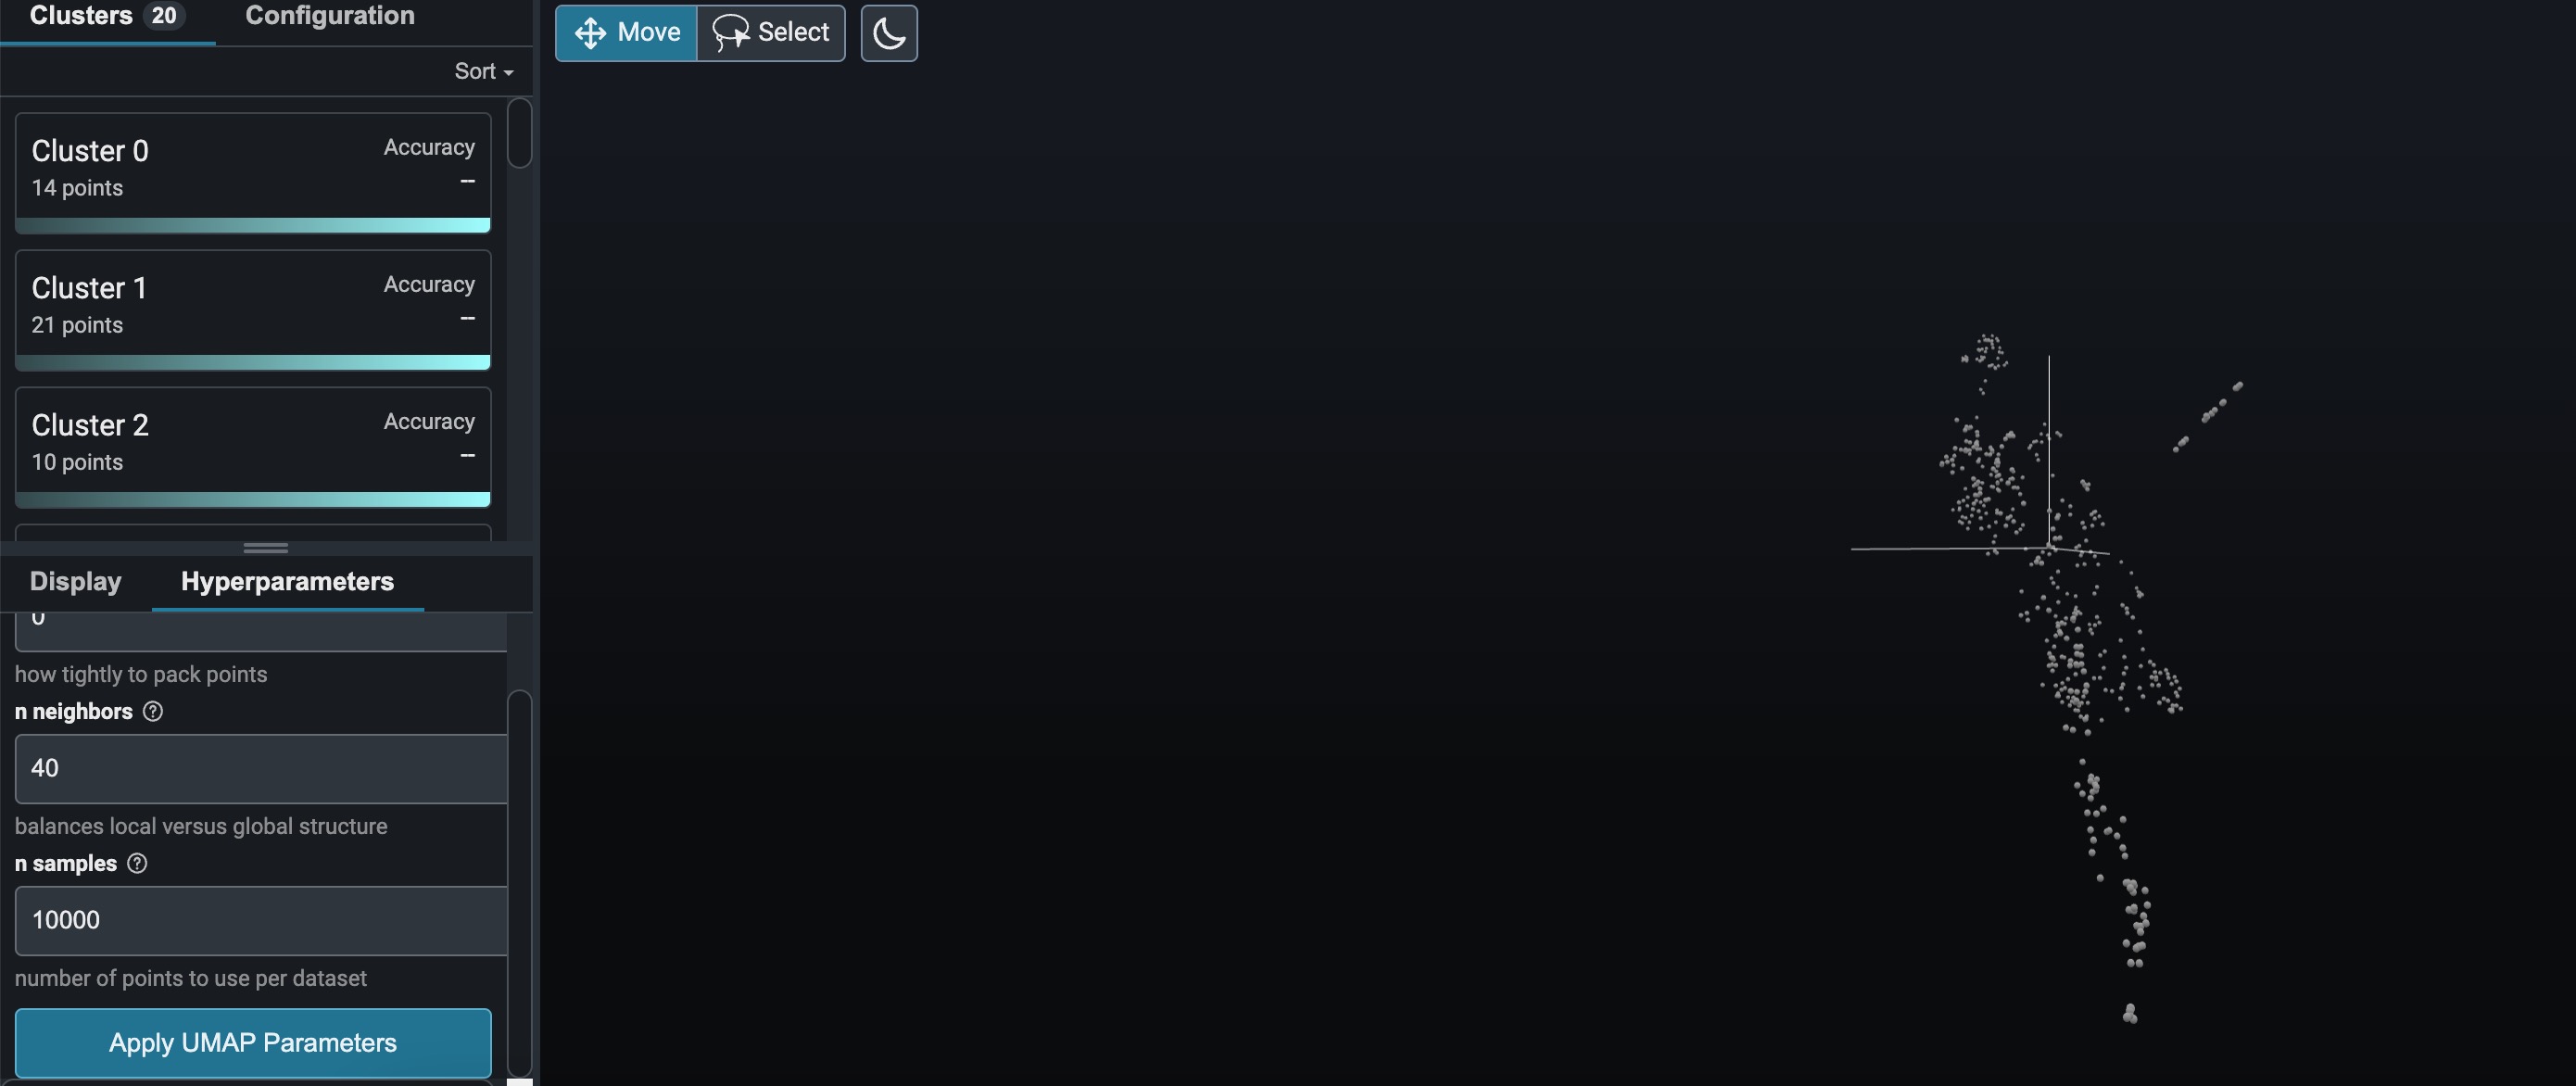 Clusters 20 Configuration
Move Select
Sort
Cluster 0 Accuracy
14 points --
Cluster 1 Accuracy
21 points --
Cluster 2 Accuracy
10 points --
Display Hyperparameters
0
how tightly to pack points
n neighbors ?
40
balances local versus global structure
n samples ?
10000
number of points to use per dataset
Apply UMAP Parameters